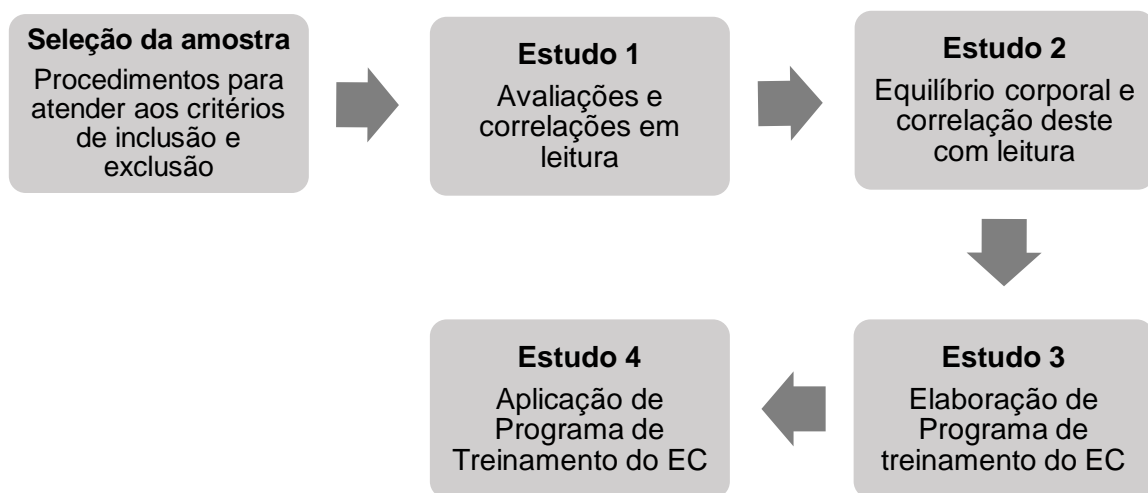 Seleção da amostra
Procedimentos para
atender aos critérios
de inclusão e
exclusão
Estudo 1
Avaliações e
correlações em
leitura
Estudo 2
Equilíbrio corporal e
correlação deste
com leitura
Estudo 3
Elaboração de
Programa de
treinamento do EC
Estudo 4
Aplicação de
Programa de
Treinamento do EC